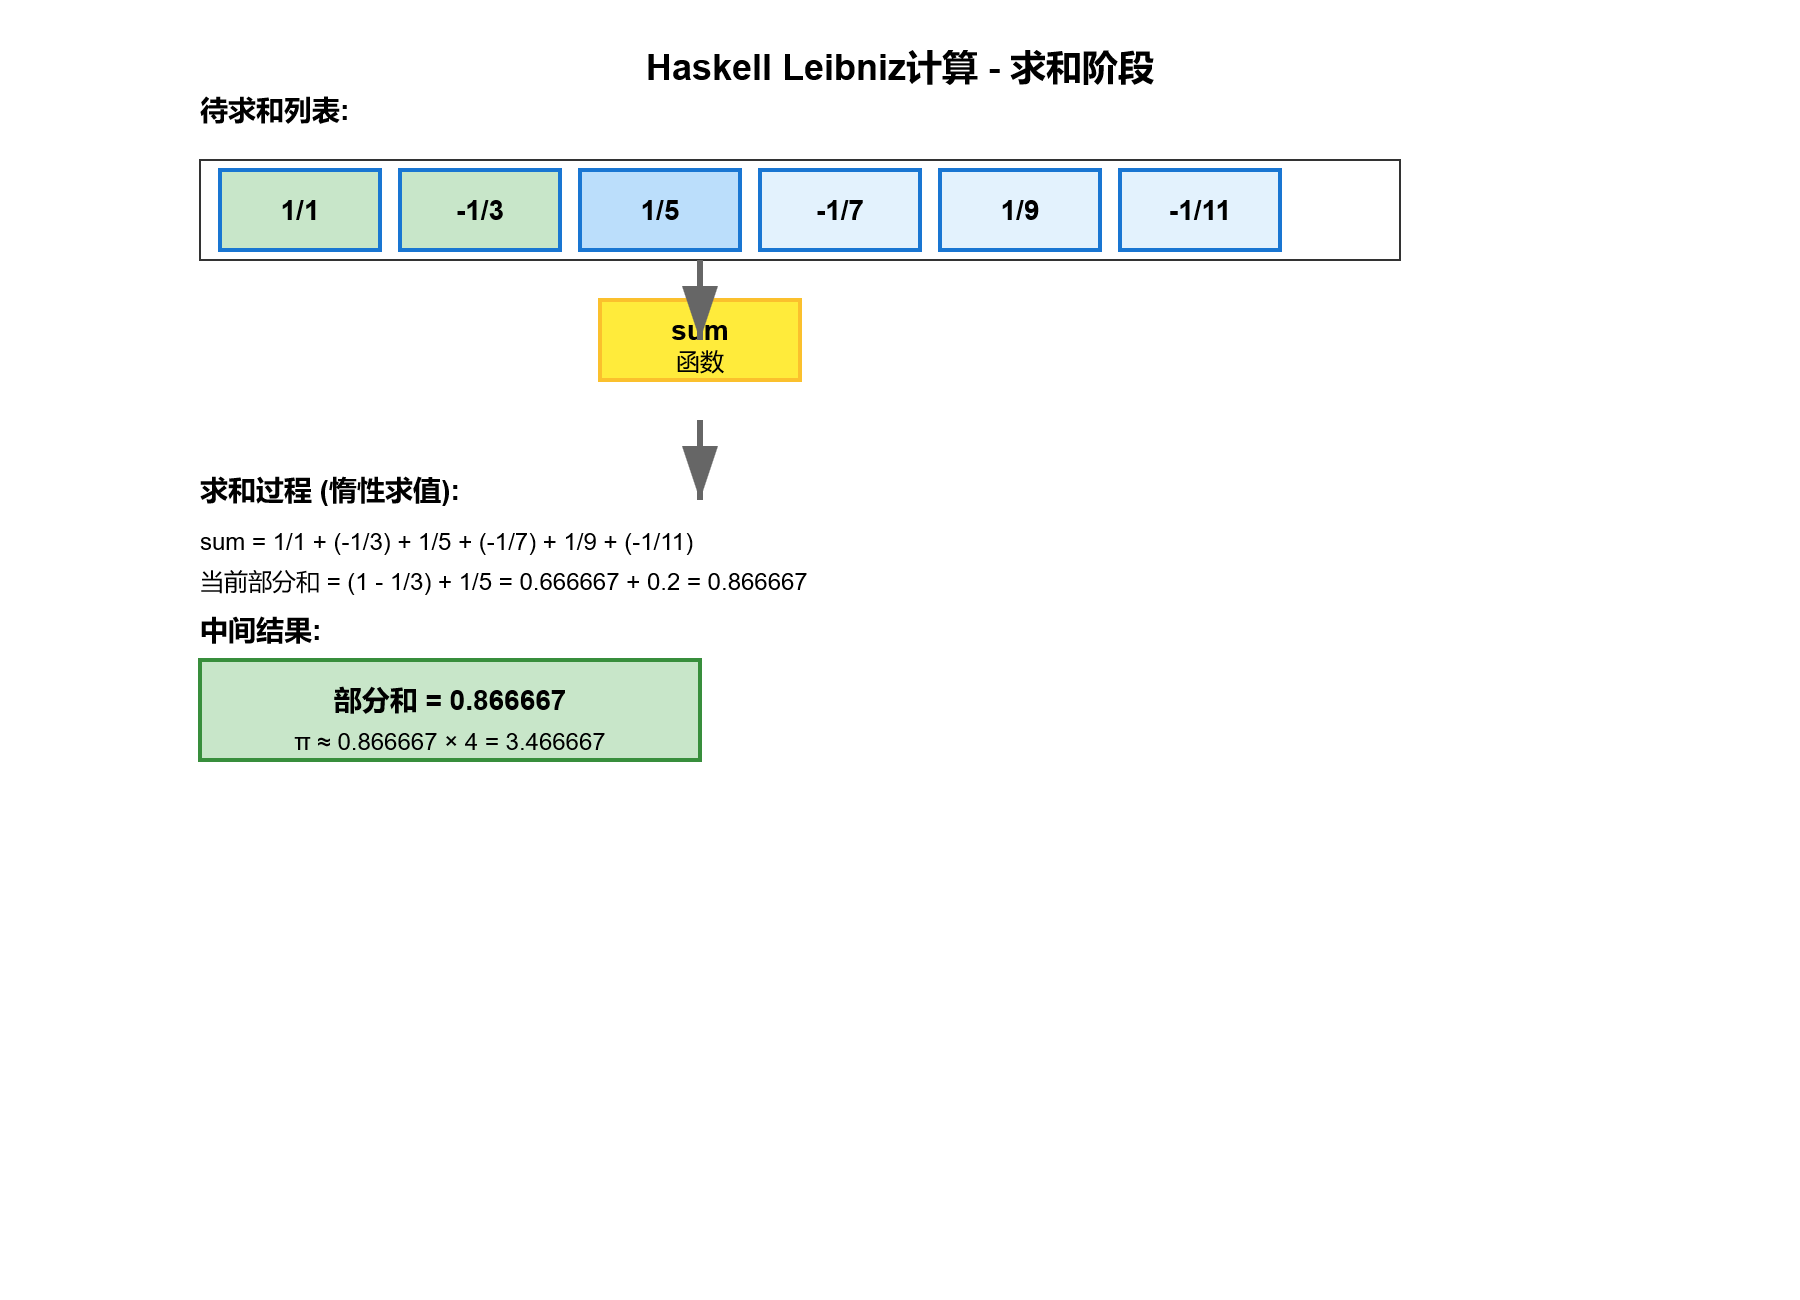 Haskell Leibniz计算 - 求和阶段
待求和列表:
1/1 -1/3 1/5 -1/7 1/9 -1/11
sum
函数
求和过程 (惰性求值):
sum = 1/1 + (-1/3) + 1/5 + (-1/7) + 1/9 + (-1/11)
当前部分和 = (1 - 1/3) + 1/5 = 0.666667 + 0.2 = 0.866667
中间结果:
部分和 = 0.866667
π ≈ 0.866667 × 4 = 3.466667